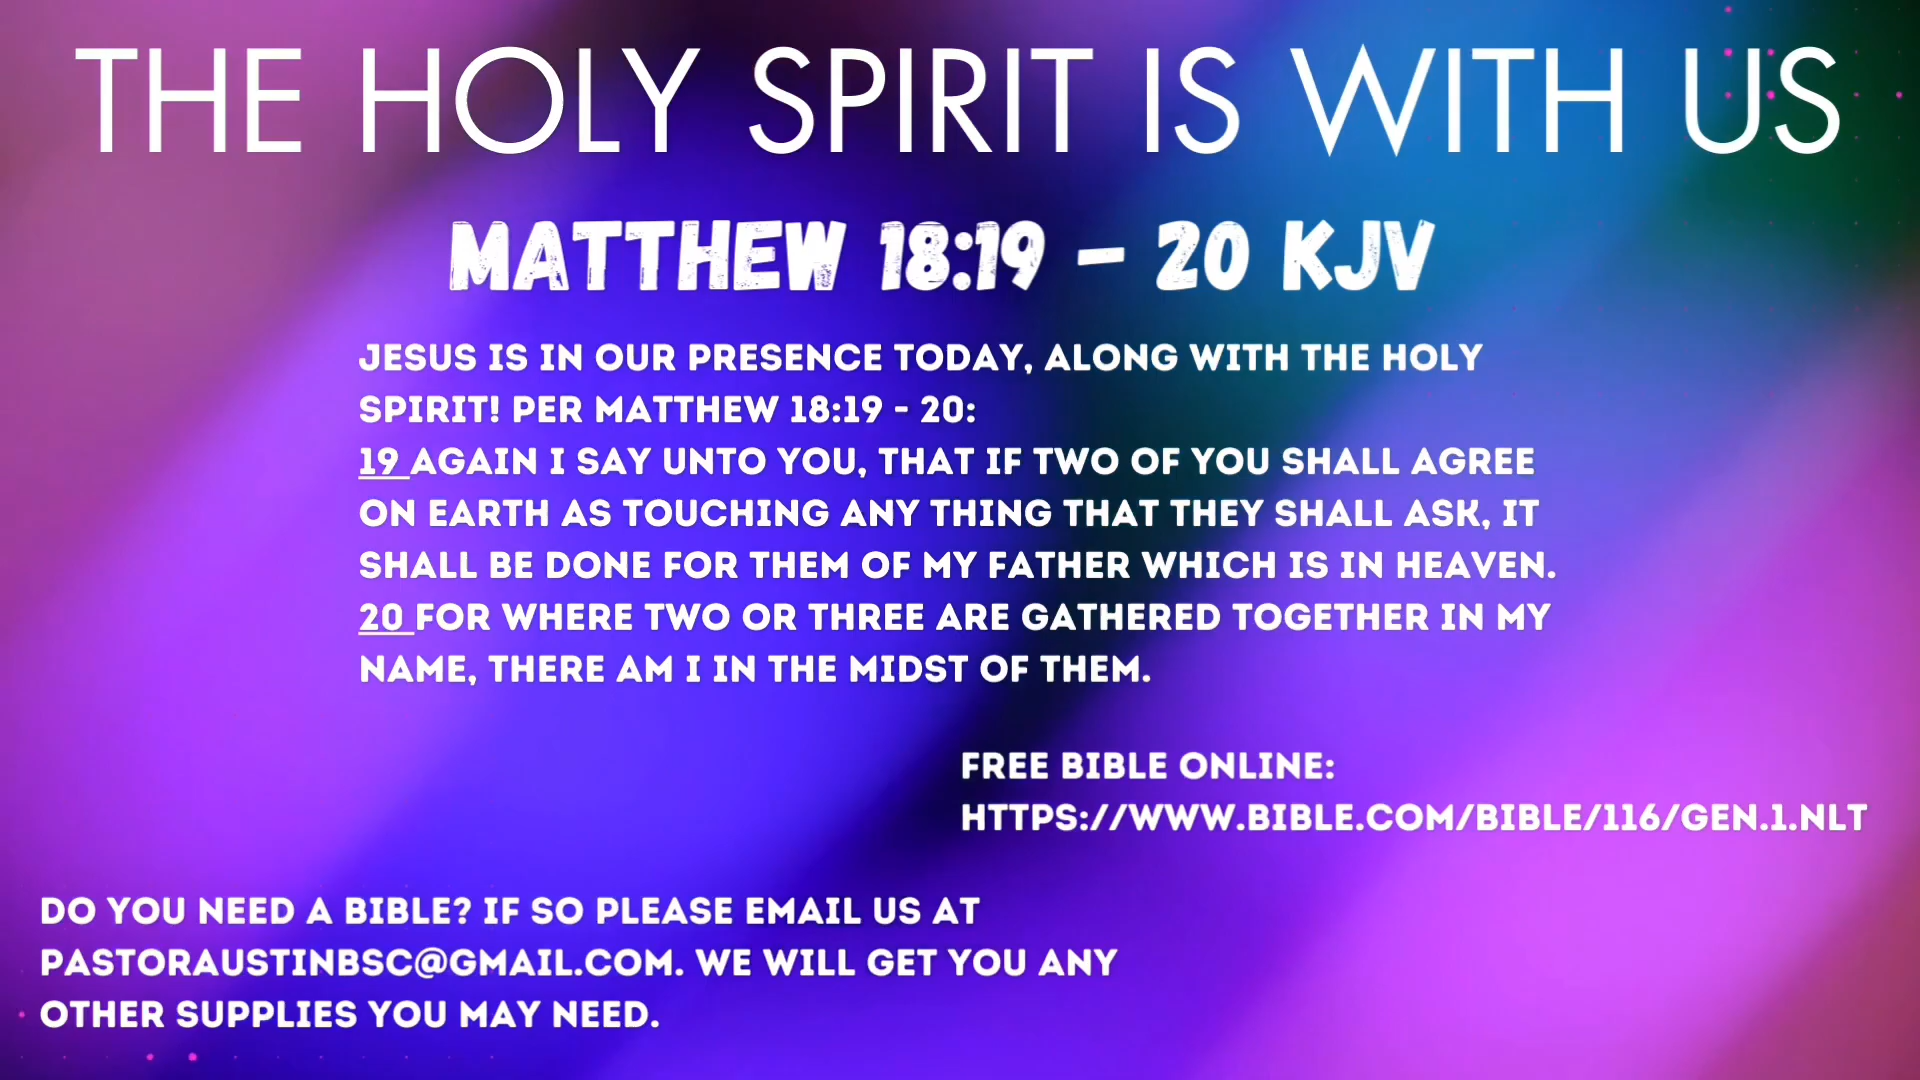 THE HOLY SPIRIT IS WITH US
MATTHEW 18:19 – 20 KJV
JESUS IS IN OUR PRESENCE TODAY, ALONG WITH THE HOLY
SPIRIT! PER MATTHEW 18:19 - 20:
19 AGAIN I SAY UNTO YOU, THAT IF TWO OF YOU SHALL AGREE
ON EARTH AS TOUCHING ANY THING THAT THEY SHALL ASK, IT
SHALL BE DONE FOR THEM OF MY FATHER WHICH IS IN HEAVEN.
20 FOR WHERE TWO OR THREE ARE GATHERED TOGETHER IN MY
NAME, THERE AM I IN THE MIDST OF THEM.
FREE BIBLE ONLINE:
HTTPS://WWW.BIBLE.COM/BIBLE/116/GEN.1.NLT
DO YOU NEED A BIBLE? IF SO PLEASE EMAIL US AT
PASTORAUSTINBSC@GMAIL.COM. WE WILL GET YOU ANY
OTHER SUPPLIES YOU MAY NEED.